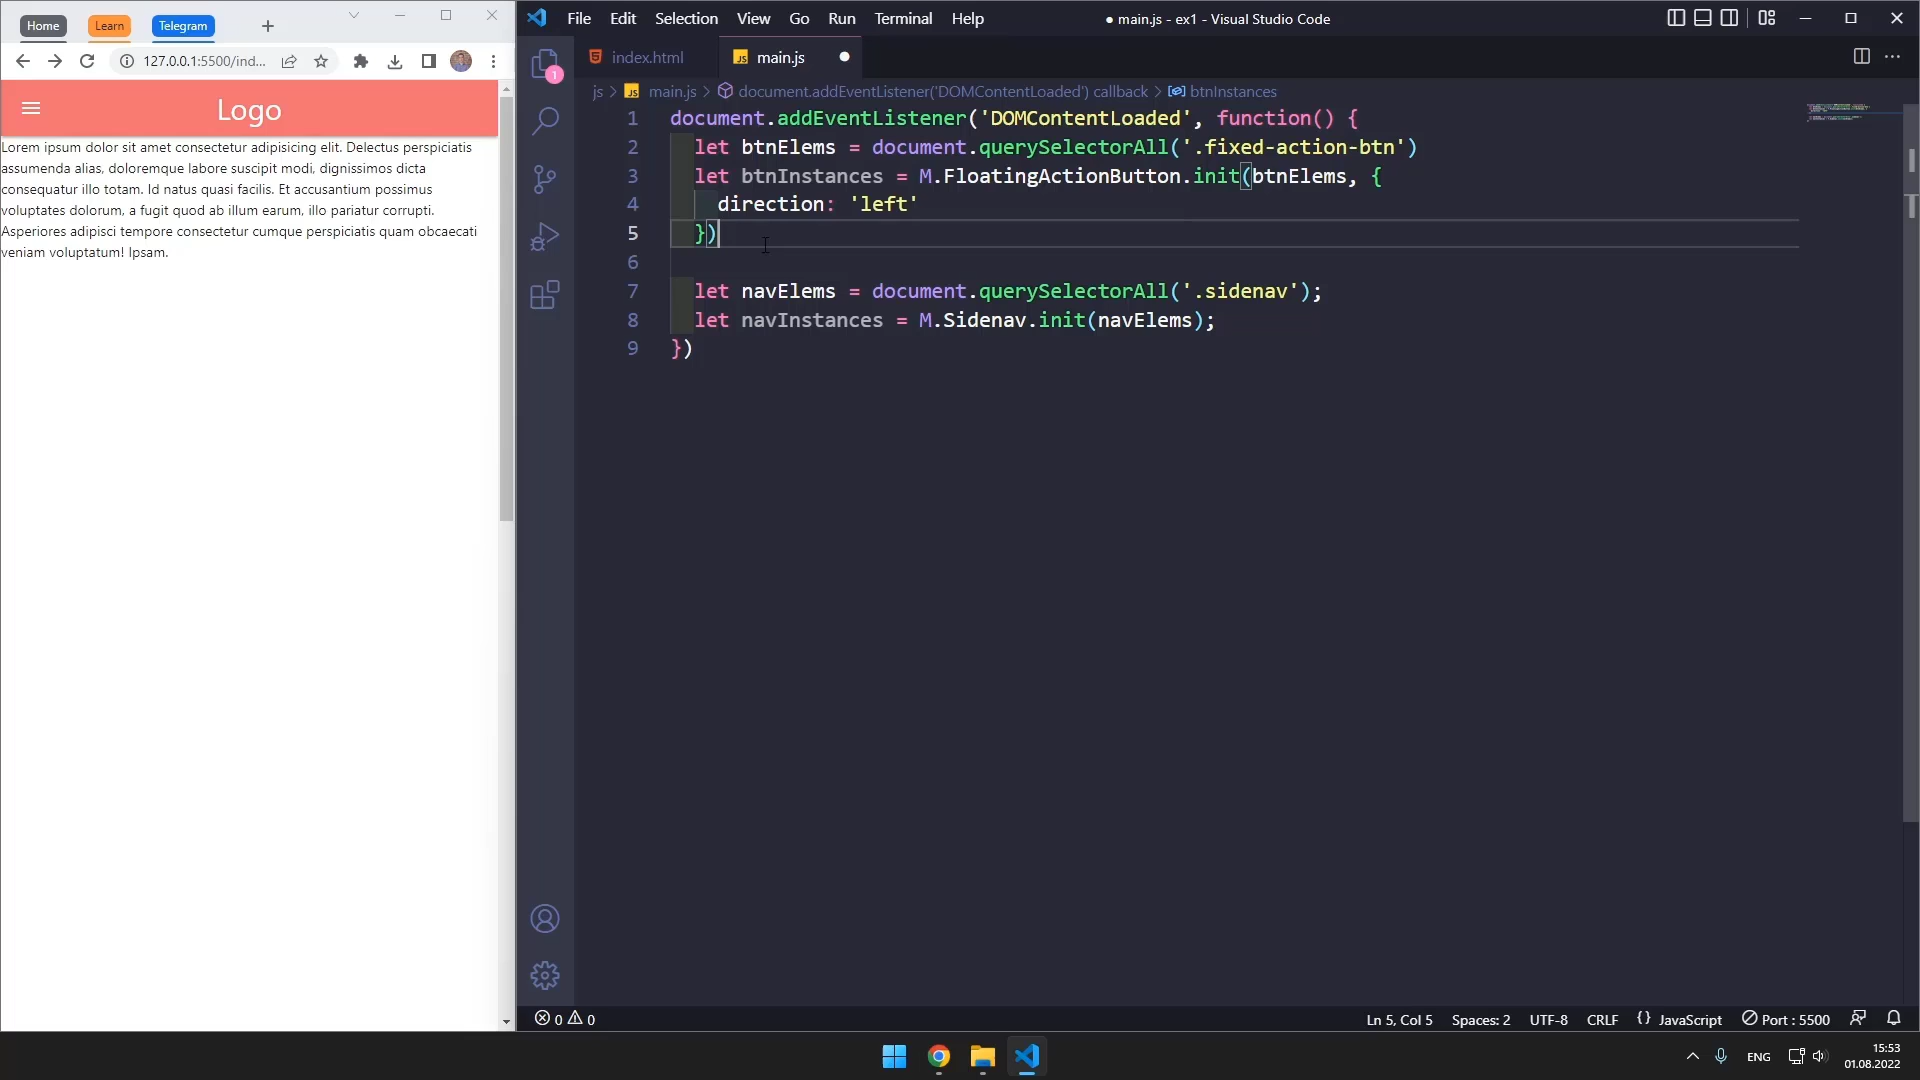 Home
Learn
Telegram
127.0.0.1:5500/ind...
Logo
Lorem ipsum dolor sit amet consectetur adipisicing elit. Delectus perspiciatis
assumenda alias, doloremque labore suscipit modi, dignissimos dicta
consequatur illo totam. Id natus quasi facilis. Et accusantium possimus
voluptates dolorum, a fugit quod ab illum earum, illo pariatur corrupti.
Asperiores adipisci tempore consectetur cumque perspiciatis quam obcaecati
veniam voluptatum! Ipsam.
File Edit Selection View Go Run Terminal Help
● main.js - ex1 - Visual Studio Code
1
index.html
JS main.js
js > JS main.js > document.addEventListener('DOMContentLoaded') callback > btnInstances
1 document.addEventListener('DOMContentLoaded', function() {
2 let btnElems = document.querySelectorAll('.fixed-action-btn')
3 let btnInstances = M.FloatingActionButton.init(btnElems, {
4 direction: 'left'
5 })
6
7 let navElems = document.querySelectorAll('.sidenav');
8 let navInstances = M.Sidenav.init(navElems);
9 })
0 0
Ln 5, Col 5 Spaces: 2 UTF-8 CRLF {} JavaScript Port : 5500
ENG
15:53
01.08.2022